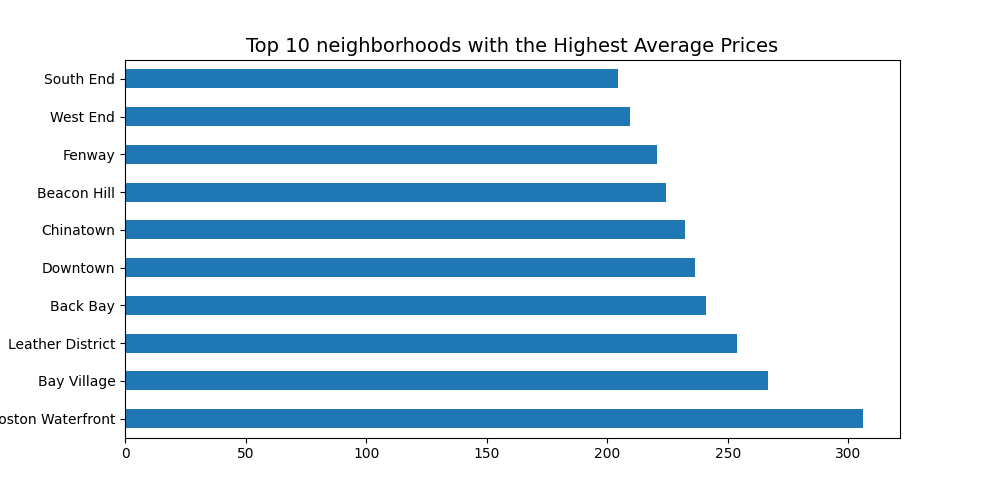 Top 10 neighborhoods with the Highest Average Prices
South End
West End
Fenway
Beacon Hill
Chinatown
Downtown
Back Bay
Leather District
Bay Village
oston Waterfront
0 50 100 150 200 250 300